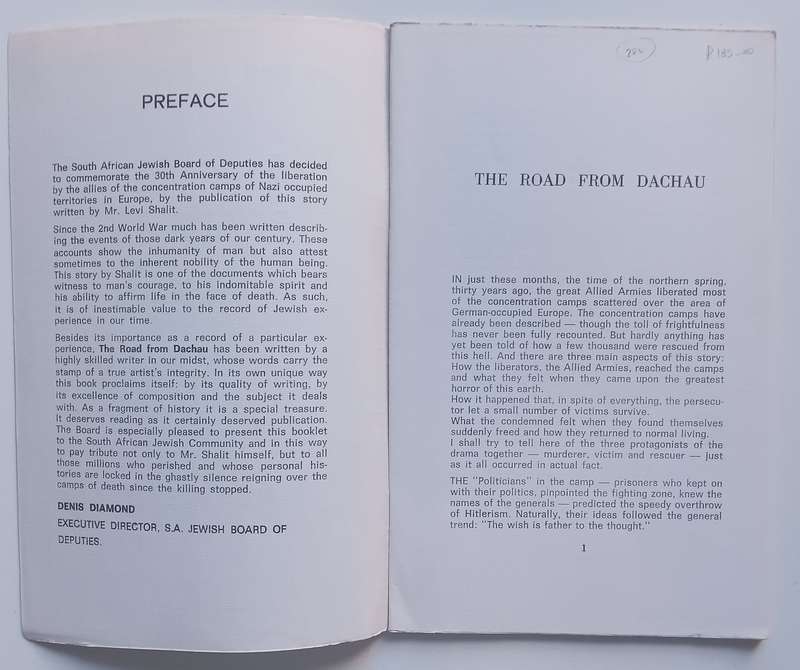 PREFACE
The South African Jewish Board of Deputies has decided
to commemorate the 30th Anniversary of the liberation
by the allies of the concentration camps of Nazi occupied
territories in Europe, by the publication of this story
written by Mr. Levi Shalit.
Since the 2nd World War much has been written describ-
ing the events of those dark years of our century. These
accounts show the inhumanity of man but also attest
sometimes to the inherent nobility of the human being.
This story by Shalit is one of the documents which bears
witness to man's courage, to his indomitable spirit and
his ability to affirm life in the face of death. As such,
it is of inestimable value to the record of Jewish ex-
perience in our time.
Besides its importance as a record of a particular ex-
perience, The Road from Dachau has been written by a
highly skilled writer in our midst, whose words carry the
stamp of a true artist's integrity. In its own unique way
this book proclaims itself: by its quality of writing, by
its excellence of composition and the subject it deals
with. As a fragment of history it is a special treasure.
It deserves reading as it certainly deserved publication.
The Board is especially pleased to present this booklet
to the South African Jewish Community and in this way
to pay tribute not only to Mr. Shalit himself, but to all
those millions who perished and whose personal his-
tories are locked in the ghastly silence reigning over the
camps of death since the killing stopped.
DENIS DIAMOND
EXECUTIVE DIRECTOR, S.A. JEWISH BOARD OF
DEPUTIES.
THE ROAD FROM DACHAU
IN just these months, the time of the northern spring,
thirty years ago, the great Allied Armies liberated most
of the concentration camps scattered over the area of
German-occupied Europe. The concentration camps have
already been described — though the toll of frightfulness
has never been fully recounted. But hardly anything has
yet been told of how a few thousand were rescued from
this hell. And there are three main aspects of this story:
How the liberators, the Allied Armies, reached the camps
and what they felt when they came upon the greatest
horror of this earth.
How it happened that, in spite of everything, the persecu-
tor let a small number of victims survive.
What the condemned felt when they found themselves
suddenly freed and how they returned to normal living.
I shall try to tell here of the three protagonists of the
drama together — murderer, victim and rescuer — just
as it all occurred in actual fact.
THE "Politicians" in the camp — prisoners who kept on
with their politics, pinpointed the fighting zone, knew the
names of the generals — predicted the speedy overthrow
of Hitlerism. Naturally, their ideas followed the general
trend: "The wish is father to the thought."
1